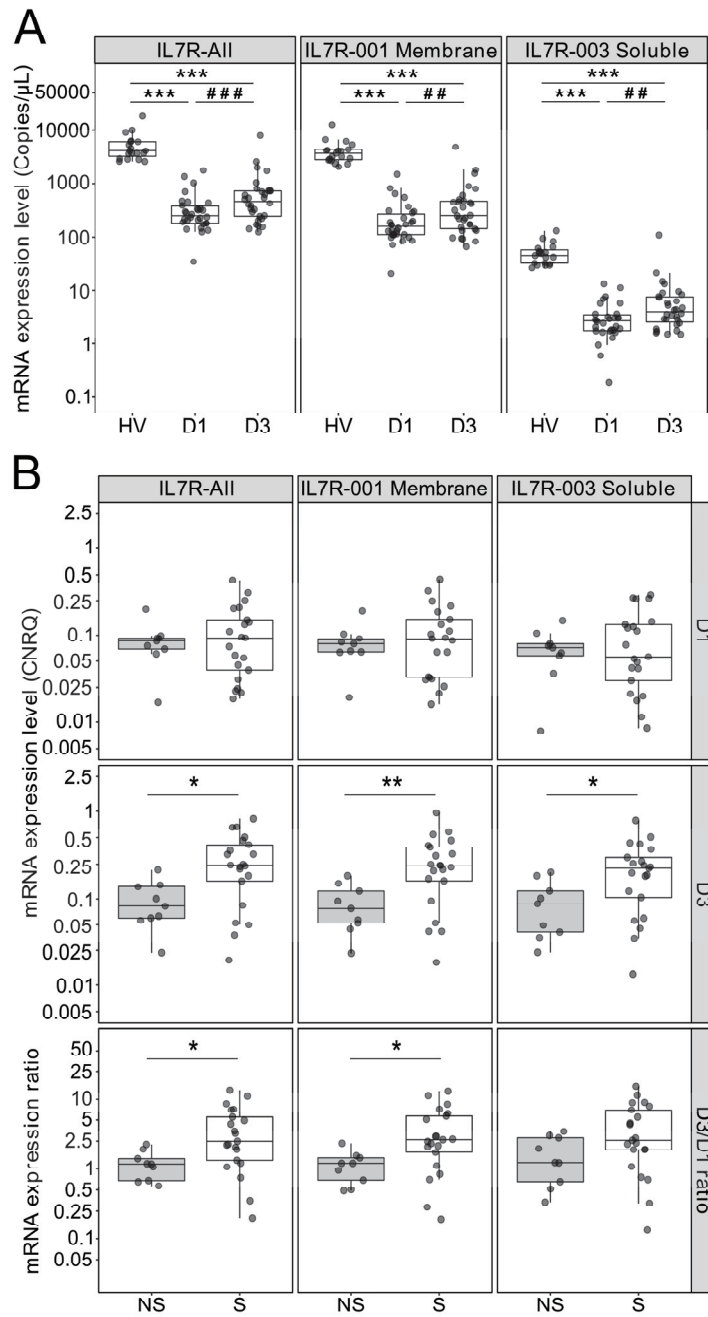 A
IL7R-All IL7R-001 Membrane IL7R-003 Soluble
mRNA expression level (Copies/µL)
*** *** ***
*** ### *** ## *** ##
50000
10000
1000
100
10
1
0.1
HV D1 D3 HV D1 D3 HV D1 D3
B
IL7R-All IL7R-001 Membrane IL7R-003 Soluble
mRNA expression level (CNRQ)
2.5
1
0.5
0.25
0.1
0.05
0.025
0.01
0.005
D1
* ** *
2.5
1
0.5
0.25
0.1
0.05
0.025
0.01
0.005
D3
mRNA expression ratio
* *
50
10
5
2.5
1
0.5
0.25
0.1
0.05
D3/D1 ratio
NS S NS S NS S